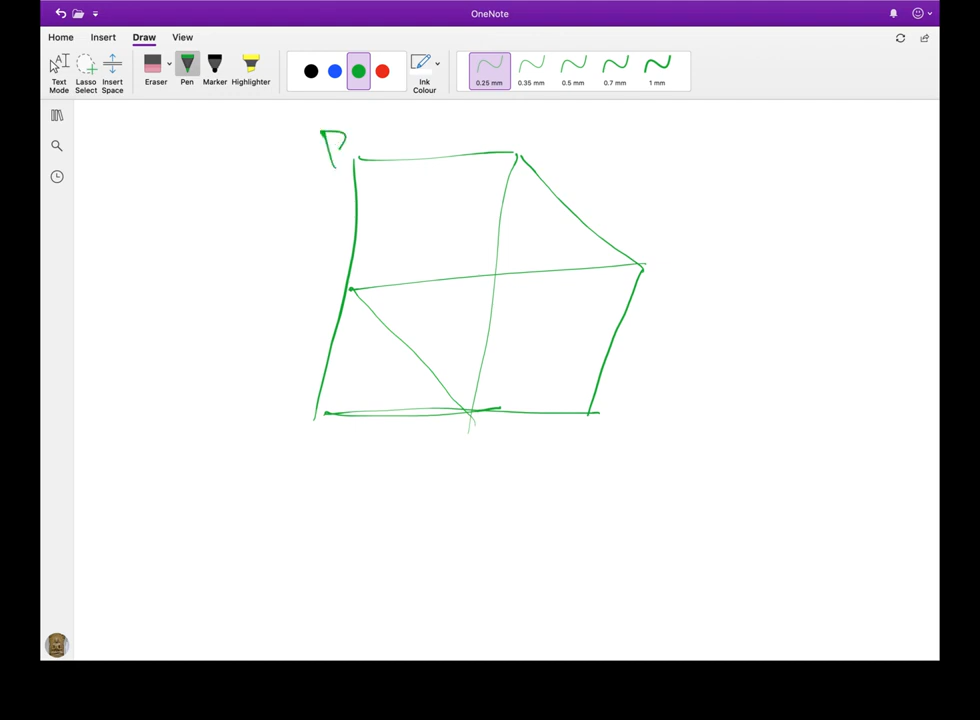 OneNote
Home Insert Draw View
Text Mode Lasso Select Insert Space Eraser Pen Marker Highlighter Ink Colour 0.25 mm 0.35 mm 0.5 mm 0.7 mm 1 mm
P